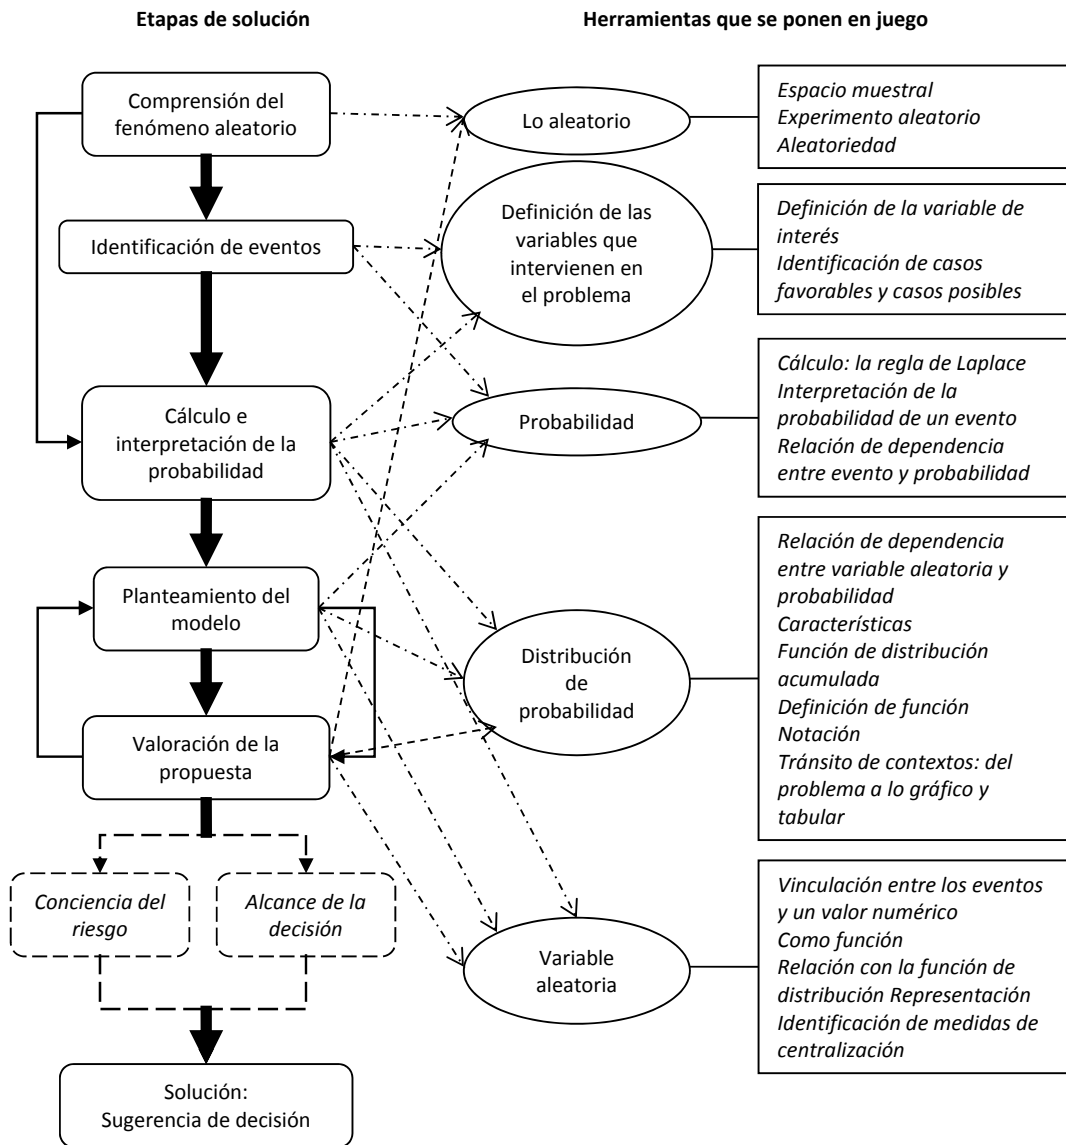 Etapas de solución
Herramientas que se ponen en juego
Comprensión del
fenómeno aleatorio
Lo aleatorio
Espacio muestral
Experimento aleatorio
Aleatoriedad
Identificación de eventos
Definición de las
variables que
intervienen en
el problema
Definición de la variable de
interés
Identificación de casos
favorables y casos posibles
Cálculo e
interpretación de la
probabilidad
Probabilidad
Cálculo: la regla de Laplace
Interpretación de la
probabilidad de un evento
Relación de dependencia
entre evento y probabilidad
Planteamiento del
modelo
Valoración de la
propuesta
Distribución
de
probabilidad
Relación de dependencia
entre variable aleatoria y
probabilidad
Características
Función de distribución
acumulada
Definición de función
Notación
Tránsito de contextos: del
problema a lo gráfico y
tabular
Conciencia del
riesgo
Alcance de la
decisión
Variable
aleatoria
Vinculación entre los eventos
y un valor numérico
Como función
Relación con la función de
distribución Representación
Identificación de medidas de
centralización
Solución:
Sugerencia de decisión